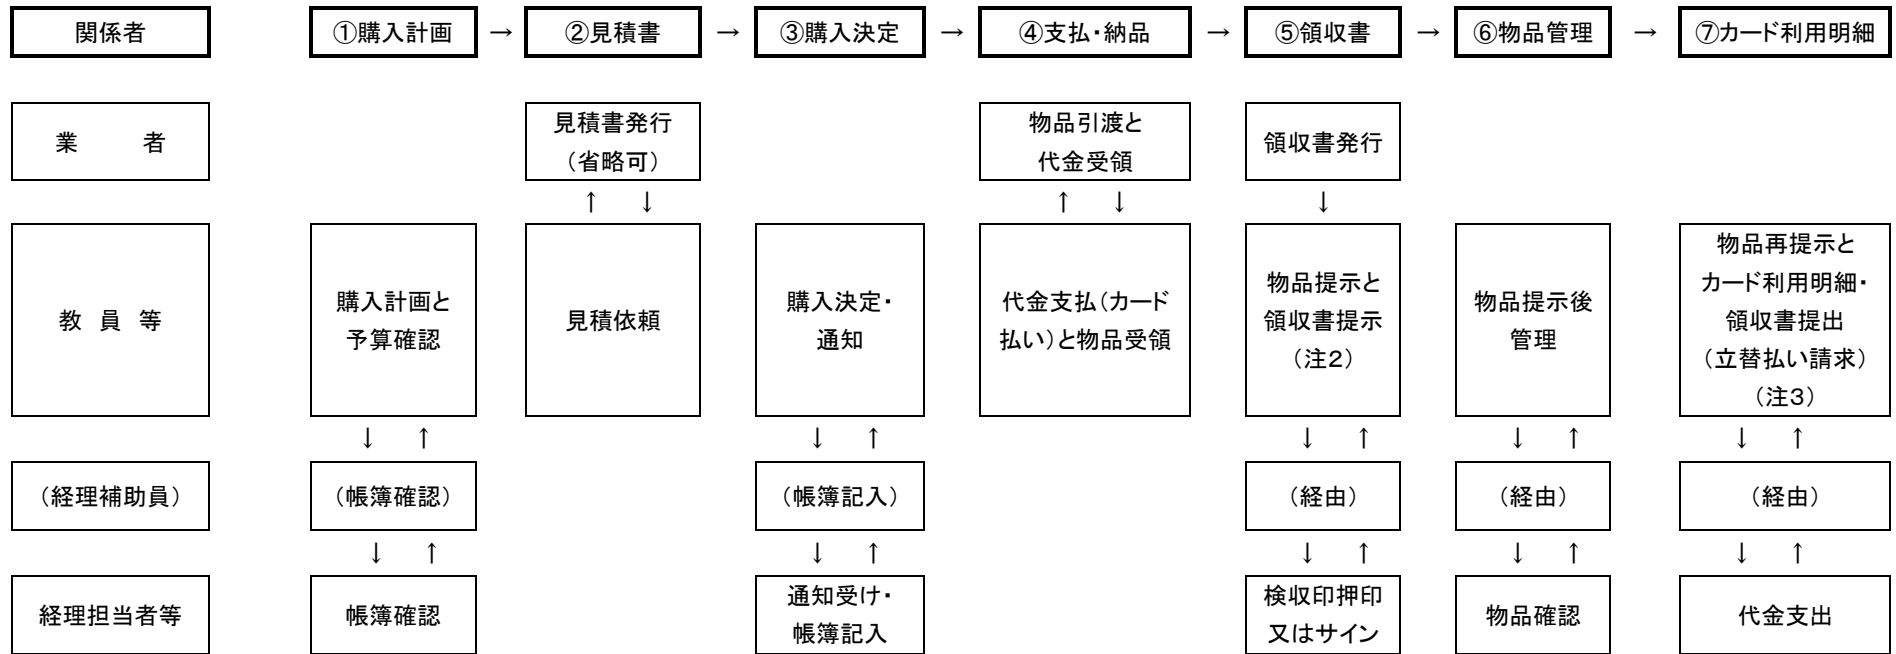 関係者
①購入計画 → ②見積書 → ③購入決定 → ④支払・納品 → ⑤領収書 → ⑥物品管理 → ⑦カード利用明細
業　　者
見積書発行
（省略可）
物品引渡と
代金受領
領収書発行
↑ ↓
↑ ↓
↓
教 員 等
購入計画と
予算確認
見積依頼
購入決定・
通知
代金支払（カード
払い）と物品受領
物品提示と
領収書提示
（注２）
物品提示後
管理
物品再提示と
カード利用明細・
領収書提出
（立替払い請求）
（注３）
↓ ↑
↓ ↑
↓ ↑
↓ ↑
↓ ↑
（経理補助員）
（帳簿確認）
（帳簿記入）
（経由）
（経由）
（経由）
↓ ↑
↓ ↑
↓ ↑
↓ ↑
↓ ↑
経理担当者等
帳簿確認
通知受け・
帳簿記入
検収印押印
又はサイン
物品確認
代金支出